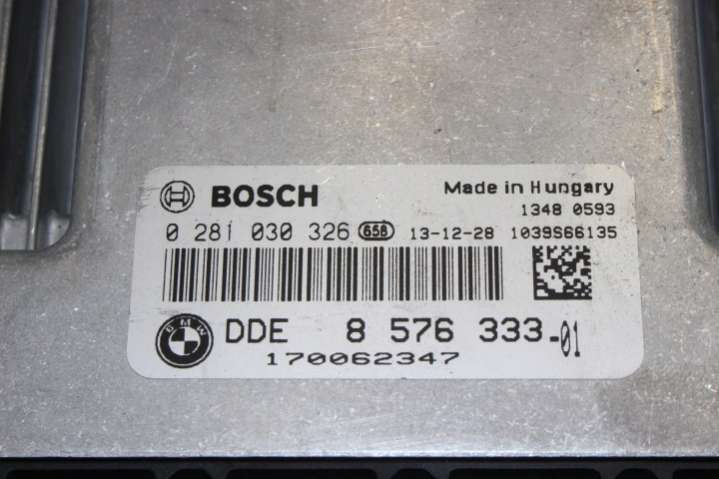 BOSCH Made in Hungary
1348 0593
0 281 030 326 658 13-12-28 1039S66135
BMW DDE 8 576 333-01
170062347